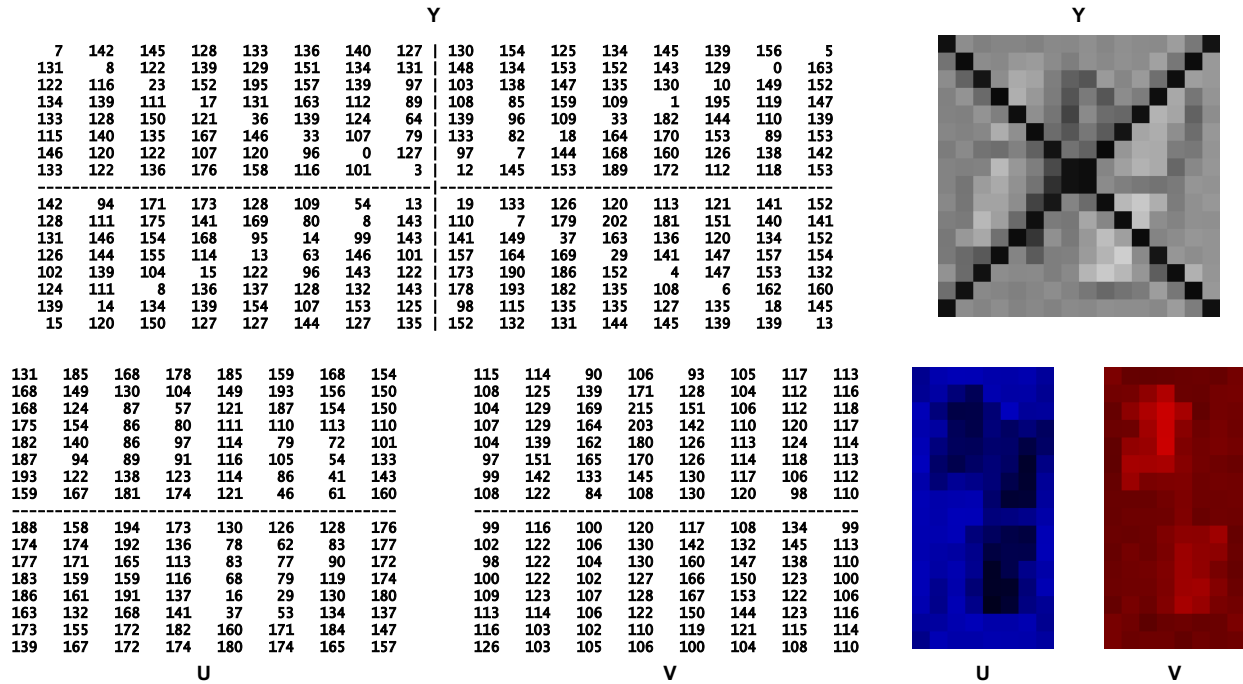 Y
Y
7 142 145 128 133 136 140 127 | 130 154 125 134 145 139 156 5
131 8 122 139 129 151 134 131 | 148 134 153 152 143 129 0 163
122 116 23 152 195 157 139 97 | 103 138 147 135 130 10 149 152
134 139 111 17 131 163 112 89 | 108 85 159 109 1 195 119 147
133 128 150 121 36 139 124 64 | 139 96 109 33 182 144 110 139
115 140 135 167 146 33 107 79 | 133 82 18 164 170 153 89 153
146 120 122 107 120 96 0 127 | 97 7 144 168 160 126 138 142
133 122 136 176 158 116 101 3 | 12 145 153 189 172 112 118 153
142 94 171 173 128 109 54 13 | 19 133 126 120 113 121 141 152
128 111 175 141 169 80 8 143 | 110 7 179 202 181 151 140 141
131 146 154 168 95 14 99 143 | 141 149 37 163 136 120 134 152
126 144 155 114 13 63 146 101 | 157 164 169 29 141 147 157 154
102 139 104 15 122 96 143 122 | 173 190 186 152 4 147 153 132
124 111 8 136 137 128 132 143 | 178 193 182 135 108 6 162 160
139 14 134 139 154 107 153 125 | 98 115 135 135 127 135 18 145
15 120 150 127 127 144 127 135 | 152 132 131 144 145 139 139 13
131 185 168 178 185 159 168 154 115 114 90 106 93 105 117 113
168 149 130 104 149 193 156 150 108 125 139 171 128 104 112 116
168 124 87 57 121 187 154 150 104 129 169 215 151 106 112 118
175 154 86 80 111 110 113 110 107 129 164 203 142 110 120 117
182 140 86 97 114 79 72 101 104 139 162 180 126 113 124 114
187 94 89 91 116 105 54 133 97 151 165 170 126 114 118 113
193 122 138 123 114 86 41 143 99 142 133 145 130 117 106 112
159 167 181 174 121 46 61 160 108 122 84 108 130 120 98 110
188 158 194 173 130 126 128 176 99 116 100 120 117 108 134 99
174 174 192 136 78 62 83 177 102 122 106 130 142 132 145 113
177 171 165 113 83 77 90 172 98 122 104 130 160 147 138 110
183 159 159 116 68 79 119 174 100 122 102 127 166 150 123 100
186 161 191 137 16 29 130 180 109 123 107 128 167 153 122 106
163 132 168 141 37 53 134 137 113 114 106 122 150 144 123 116
173 155 172 182 160 171 184 147 116 103 102 110 119 121 115 114
139 167 172 174 180 174 165 157 126 103 105 106 100 104 108 110
U
V
U
V